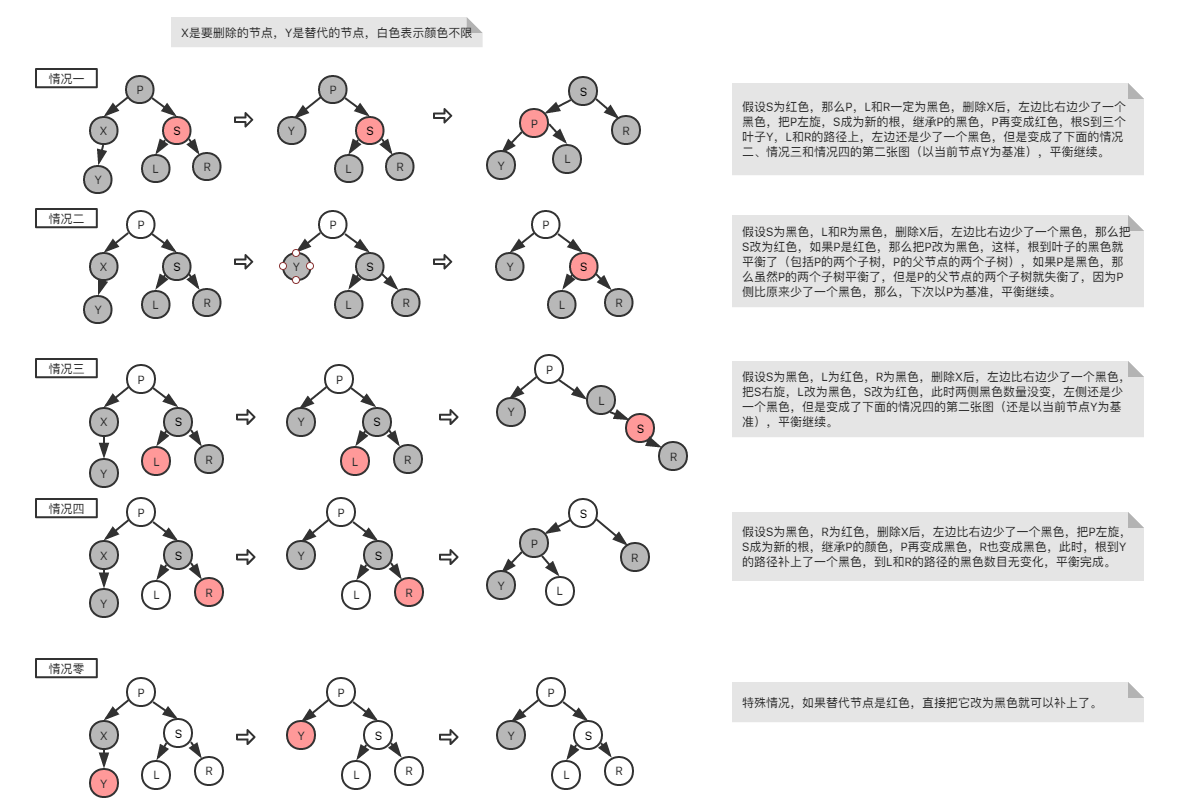 X是要删除的节点，Y是替代的节点，白色表示颜色不限
情况一
P
X
S
Y
L
R
P
Y
S
L
R
S
P
R
Y
L
假设S为红色，那么P，L和R一定为黑色，删除X后，左边比右边少了一个
黑色，把P左旋，S成为新的根，继承P的黑色，P再变成红色，根S到三个
叶子Y，L和R的路径上，左边还是少了一个黑色，但是变成了下面的情况
二、情况三和情况四的第二张图（以当前节点Y为基准），平衡继续。
情况二
P
X
S
Y
L
R
P
Y
S
L
R
P
Y
S
L
R
假设S为黑色，L和R为黑色，删除X后，左边比右边少了一个黑色，那么把
S改为红色，如果P是红色，那么把P改为黑色，这样，根到叶子的黑色就
平衡了（包括P的两个子树，P的父节点的两个子树），如果P是黑色，那
么虽然P的两个子树平衡了，但是P的父节点的两个子树就失衡了，因为P
侧比原来少了一个黑色，那么，下次以P为基准，平衡继续。
情况三
P
X
S
Y
L
R
P
Y
S
L
R
P
Y
L
S
R
假设S为黑色，L为红色，R为黑色，删除X后，左边比右边少了一个黑色，
把S右旋，L改为黑色，S改为红色，此时两侧黑色数量没变，左侧还是少
一个黑色，但是变成了下面的情况四的第二张图（还是以当前节点Y为基
准），平衡继续。
情况四
P
X
S
Y
L
R
P
Y
S
L
R
S
P
R
Y
L
假设S为黑色，R为红色，删除X后，左边比右边少了一个黑色，把P左旋，
S成为新的根，继承P的颜色，P再变成黑色，R也变成黑色，此时，根到Y
的路径补上了一个黑色，到L和R的路径的黑色数目无变化，平衡完成。
情况零
P
X
S
Y
L
R
P
Y
S
L
R
P
Y
S
L
R
特殊情况，如果替代节点是红色，直接把它改为黑色就可以补上了。